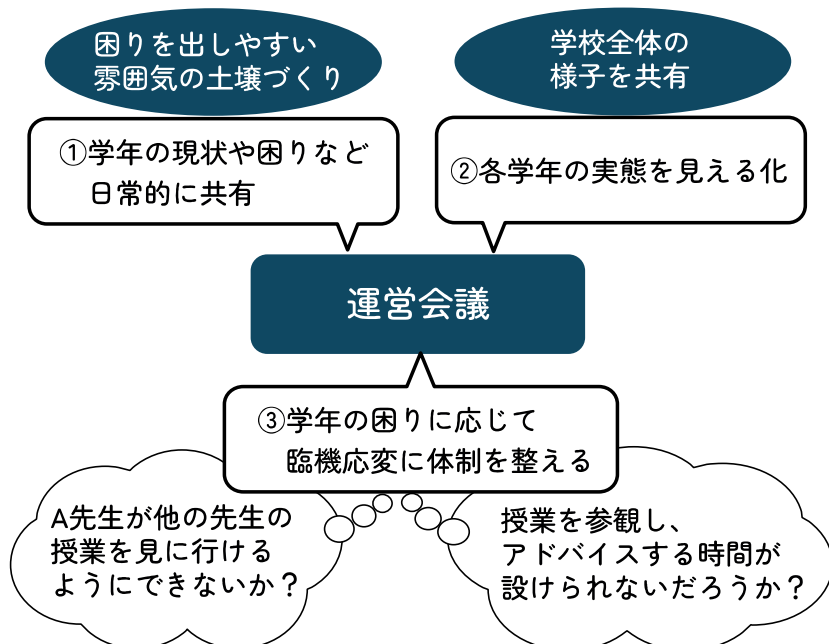 困りを出しやすい
雰囲気の土壌づくり
学校全体の
様子を共有
①学年の現状や困りなど
日常的に共有
②各学年の実態を見える化
運営会議
③学年の困りに応じて
臨機応変に体制を整える
A先生が他の先生の
授業を見に行ける
ようにできないか？
授業を参観し、
アドバイスする時間が
設けられないだろうか？